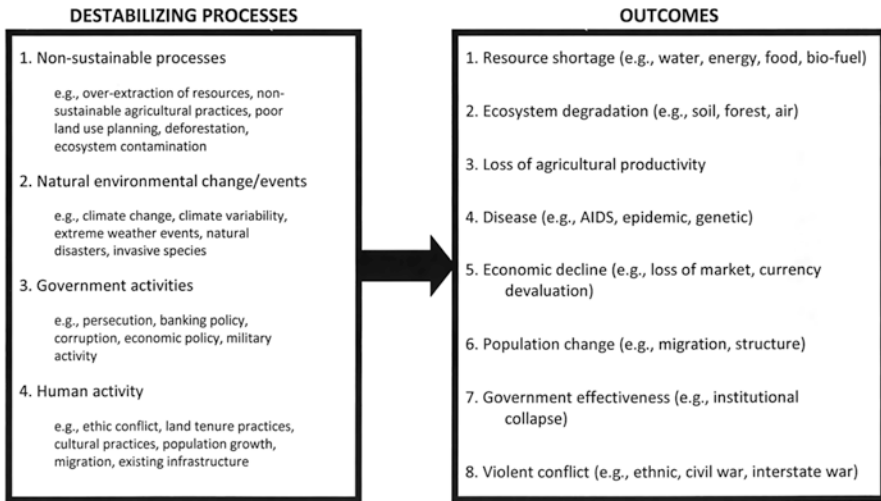 DESTABILIZING PROCESSES
1. Non-sustainable processes
e.g., over-extraction of resources, non-
sustainable agricultural practices, poor
land use planning, deforestation,
ecosystem contamination
2. Natural environmental change/events
e.g., climate change, climate variability,
extreme weather events, natural
disasters, invasive species
3. Government activities
e.g., persecution, banking policy,
corruption, economic policy, military
activity
4. Human activity
e.g., ethic conflict, land tenure practices,
cultural practices, population growth,
migration, existing infrastructure
OUTCOMES
1. Resource shortage (e.g., water, energy, food, bio-fuel)
2. Ecosystem degradation (e.g., soil, forest, air)
3. Loss of agricultural productivity
4. Disease (e.g., AIDS, epidemic, genetic)
5. Economic decline (e.g., loss of market, currency
devaluation)
6. Population change (e.g., migration, structure)
7. Government effectiveness (e.g., institutional
collapse)
8. Violent conflict (e.g., ethnic, civil war, interstate war)